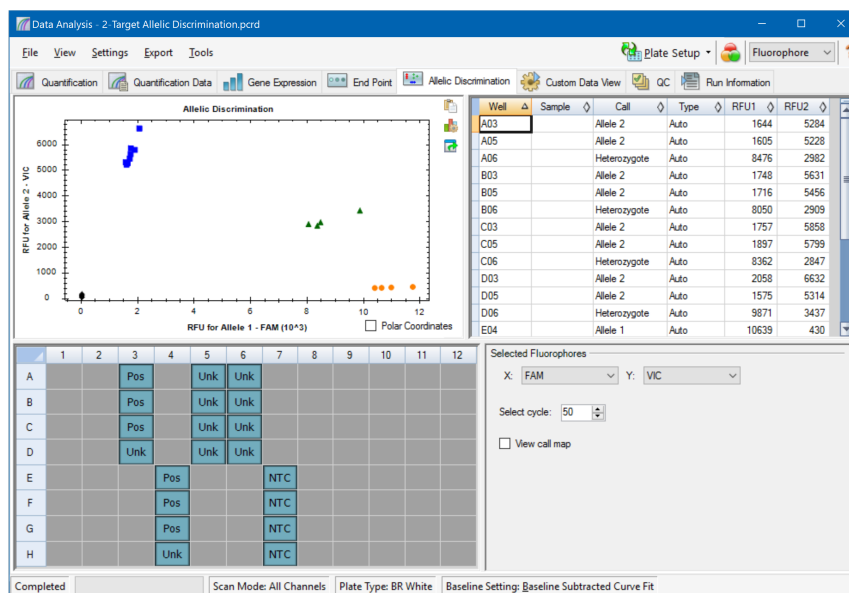 Data Analysis - 2-Target Allelic Discrimination.pcrd
File View Settings Export Tools Plate Setup Fluorophore
Quantification Quantification Data Gene Expression End Point Allelic Discrimination Custom Data View QC Run Information
Allelic Discrimination
RFU for Allele 2 - VIC
6000
5000
4000
3000
2000
1000
0
0 2 4 6 8 10 12
RFU for Allele 1 - FAM (10^3)
Polar Coordinates
Well Sample Call Type RFU1 RFU2
A03 Allele 2 Auto 1644 5284
A05 Allele 2 Auto 1605 5228
A06 Heterozygote Auto 8476 2982
B03 Allele 2 Auto 1748 5631
B05 Allele 2 Auto 1716 5456
B06 Heterozygote Auto 8050 2909
C03 Allele 2 Auto 1757 5858
C05 Allele 2 Auto 1897 5799
C06 Heterozygote Auto 8362 2847
D03 Allele 2 Auto 2058 6632
D05 Allele 2 Auto 1575 5314
D06 Heterozygote Auto 9871 3437
E04 Allele 1 Auto 10639 430
1 2 3 4 5 6 7 8 9 10 11 12
A Pos Unk Unk
B Pos Unk Unk
C Pos Unk Unk
D Unk Unk Unk
E Pos NTC
F Pos NTC
G Pos NTC
H Unk NTC
Selected Fluorophores
X: FAM Y: VIC
Select cycle: 50
View call map
Completed Scan Mode: All Channels Plate Type: BR White Baseline Setting: Baseline Subtracted Curve Fit